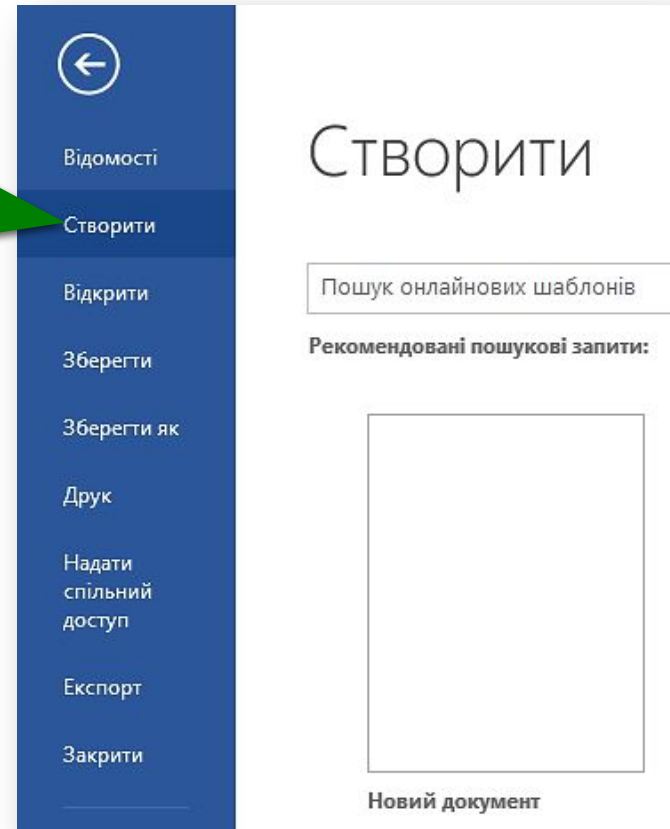 Відомості
Створити
Відкрити
Зберегти
Зберегти як
Друк
Надати
спільний
доступ
Експорт
Закрити
Створити
Пошук онлайнових шаблонів
Рекомендовані пошукові запити:
Новий документ